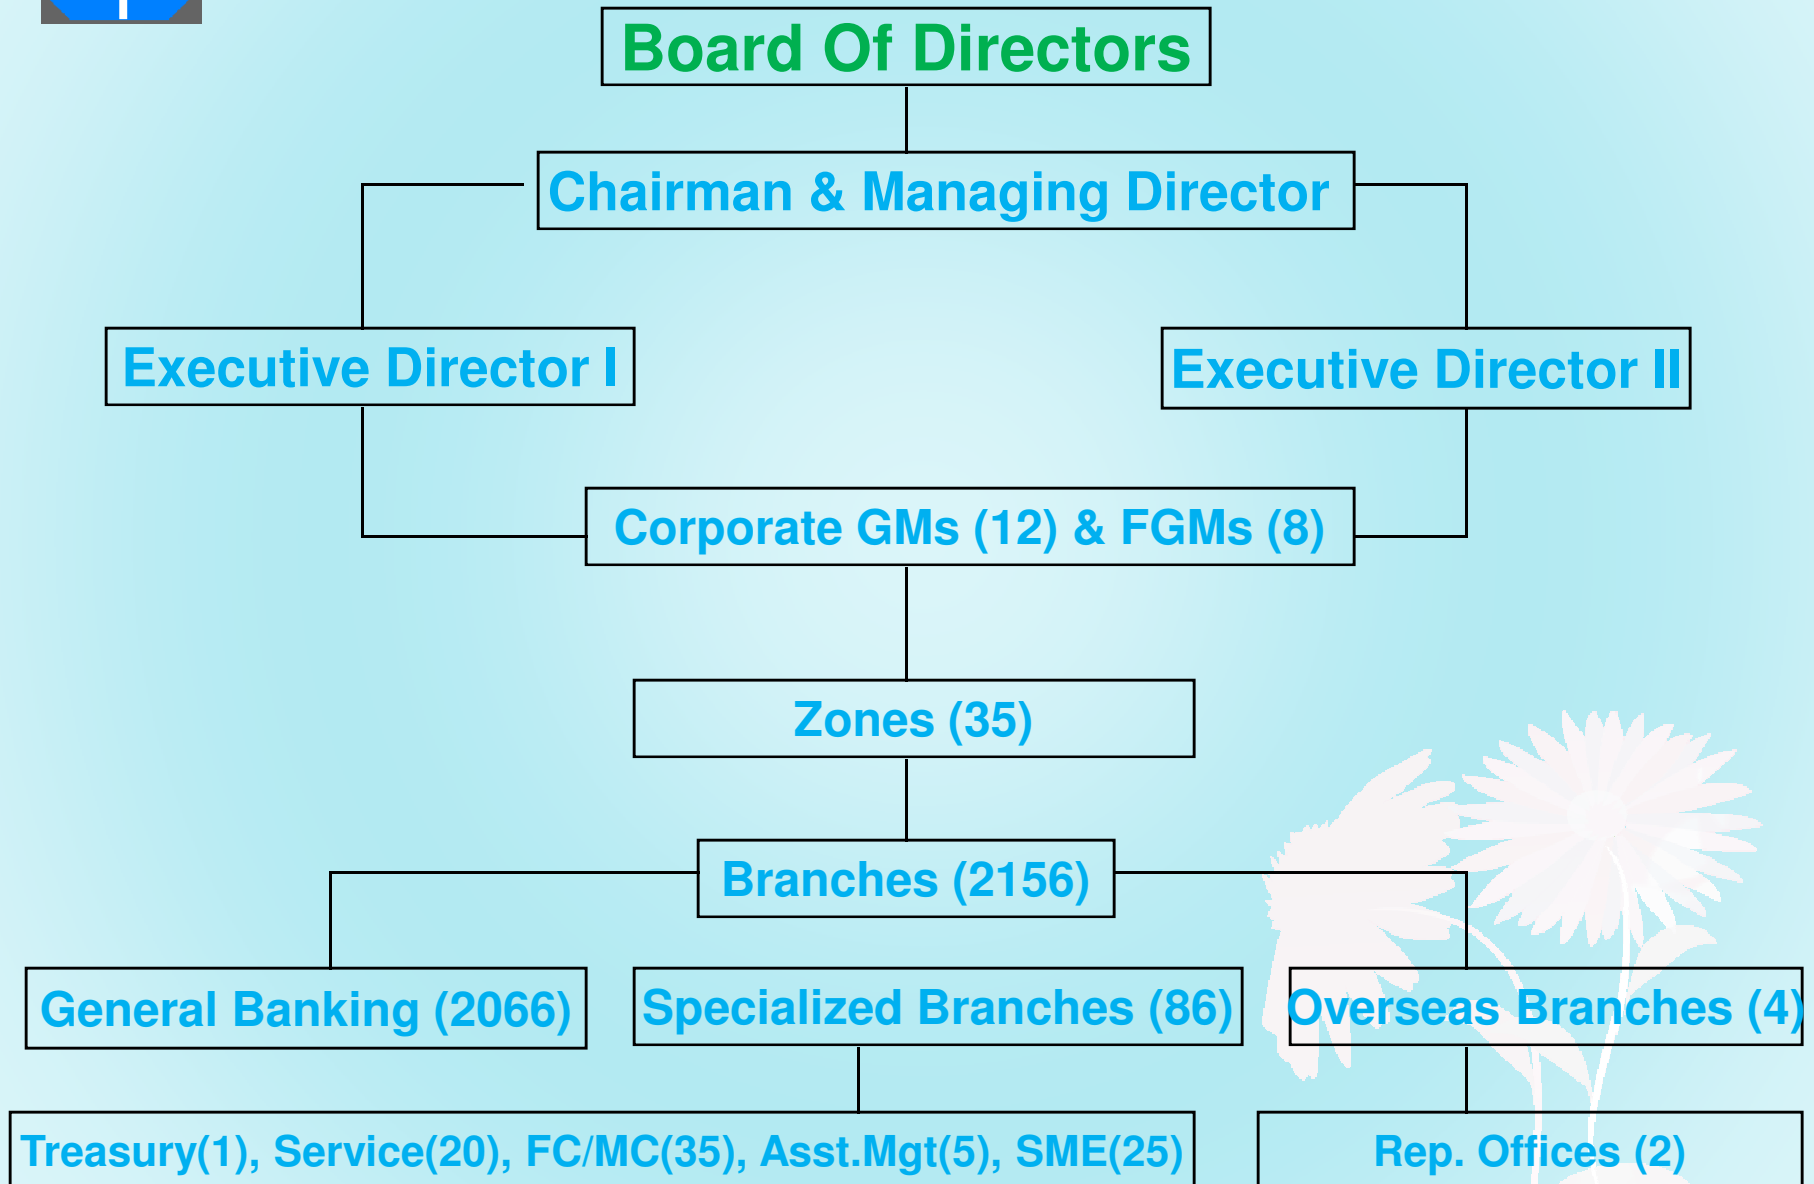 Board Of Directors
Chairman & Managing Director
Executive Director I
Executive Director II
Corporate GMs (12) & FGMs (8)
Zones (35)
Branches (2156)
General Banking (2066)
Specialized Branches (86)
Overseas Branches (4)
Treasury(1), Service(20), FC/MC(35), Asst.Mgt(5), SME(25)
Rep. Offices (2)